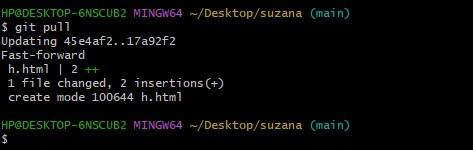 HP@DESKTOP-6NSCUB2 MINGW64 ~/Desktop/suzana (main)
$ git pull
Updating 45e4af2..17a92f2
Fast-forward
 h.html | 2 ++
 1 file changed, 2 insertions(+)
 create mode 100644 h.html

HP@DESKTOP-6NSCUB2 MINGW64 ~/Desktop/suzana (main)
$